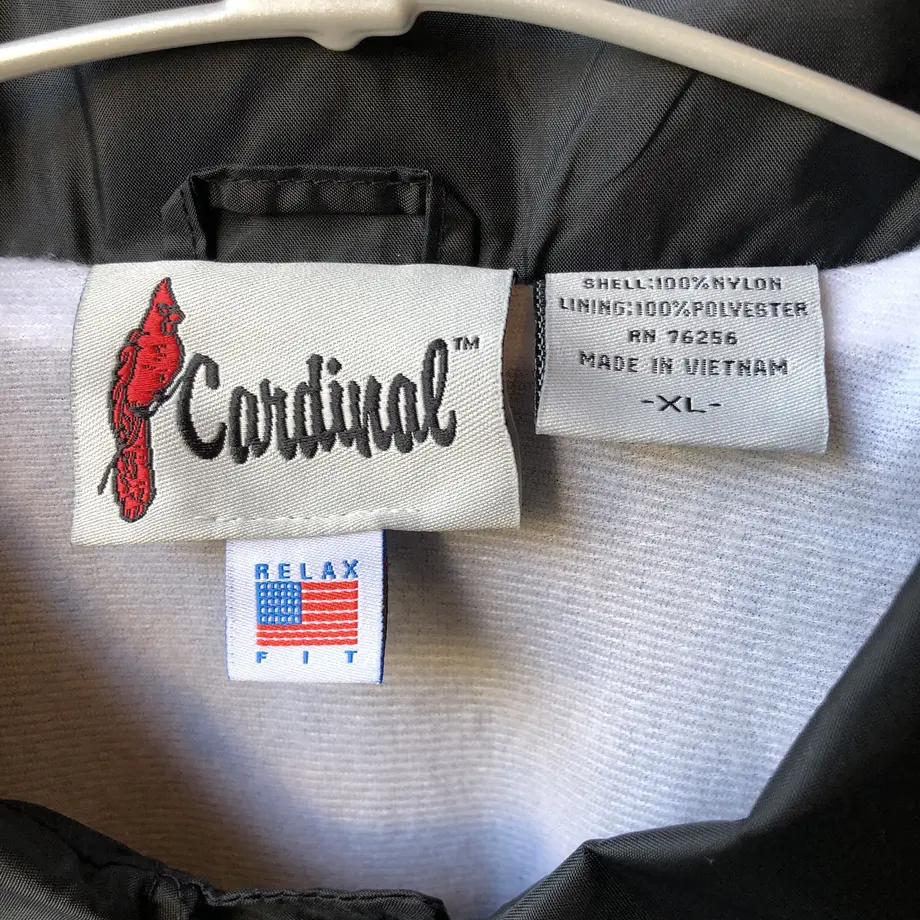 Cardinal™
SHELL:100%NYLON
LINING:100%POLYESTER
RN 76256
MADE IN VIETNAM
-XL-
RELAX
FIT